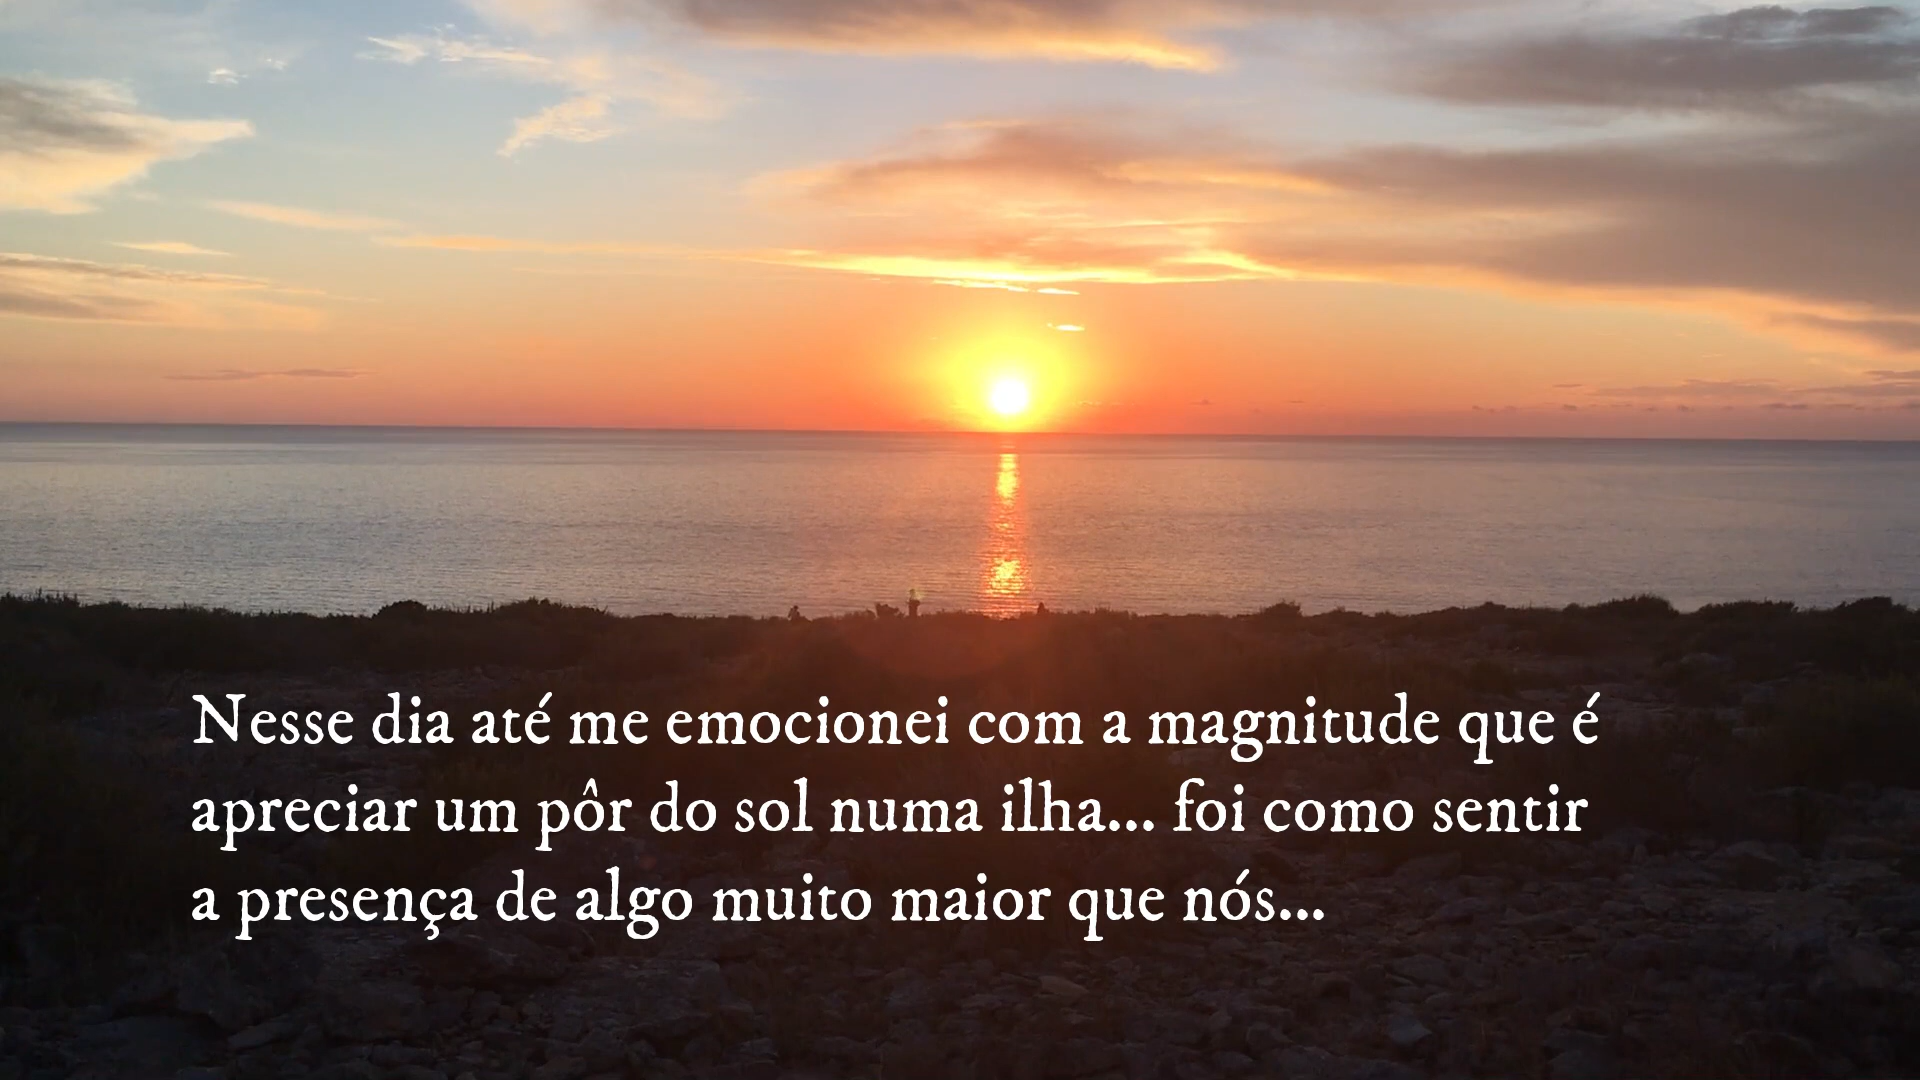 Nesse dia até me emocionei com a magnitude que é
apreciar um pôr do sol numa ilha... foi como sentir
a presença de algo muito maior que nós...